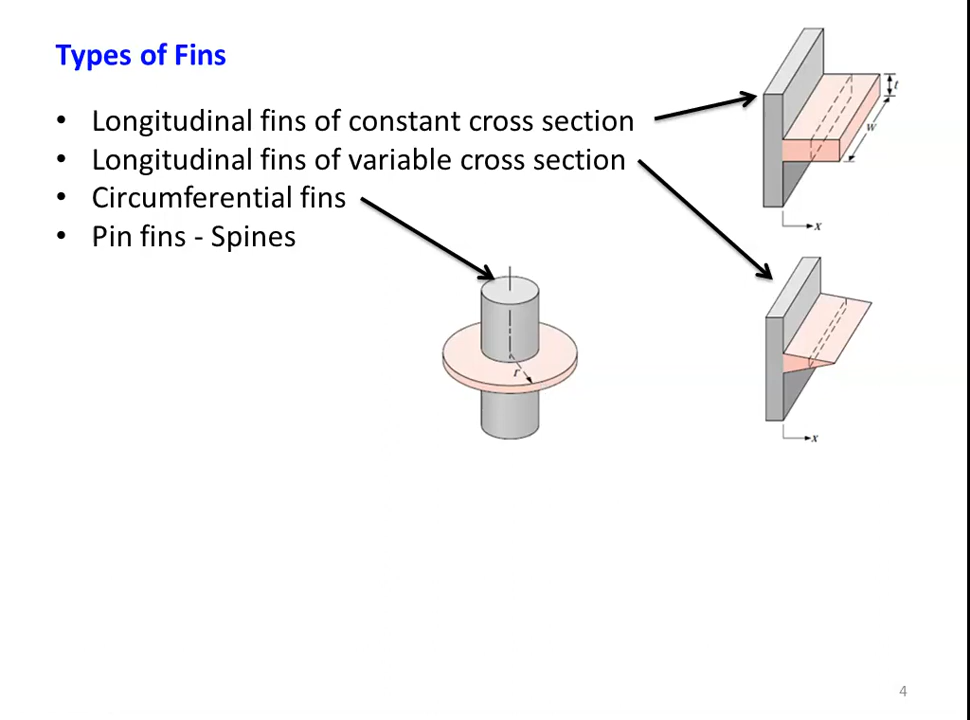 Types of Fins
• Longitudinal fins of constant cross section
• Longitudinal fins of variable cross section
• Circumferential fins
• Pin fins - Spines
t
w
x
r
x
4